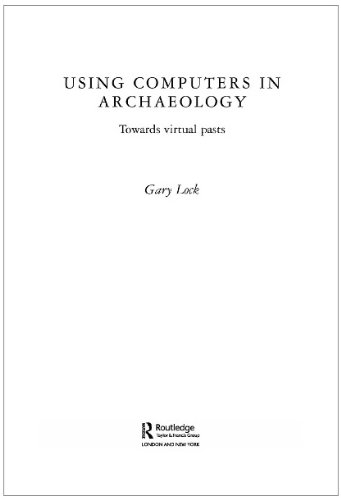 USING COMPUTERS IN
ARCHAEOLOGY
Towards virtual pasts
Gary Lock
R Routledge
Taylor & Francis Group
LONDON AND NEW YORK